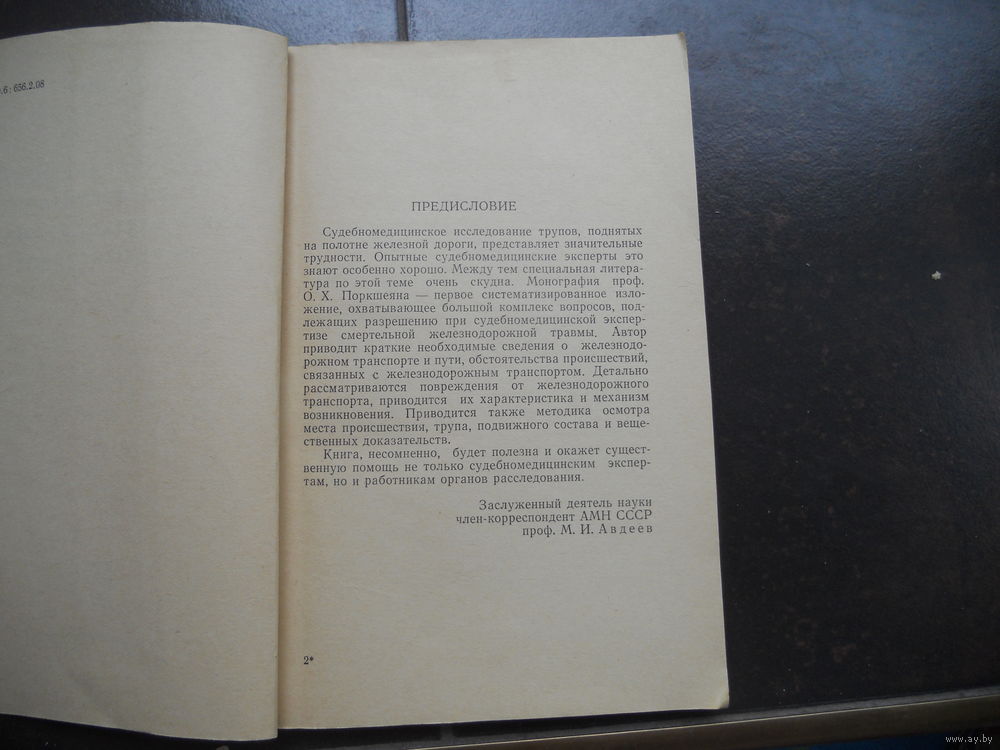 .6 : 656.2.08
ПРЕДИСЛОВИЕ
Судебномедицинское исследование трупов, поднятых
на полотне железной дороги, представляет значительные
трудности. Опытные судебномедицинские эксперты это
знают особенно хорошо. Между тем специальная литера-
тура по этой теме очень скудна. Монография проф.
О. Х. Поркшеяна — первое систематизированное изло-
жение, охватывающее большой комплекс вопросов, под-
лежащих разрешению при судебномедицинской экспер-
тизе смертельной железнодорожной травмы. Автор
приводит краткие необходимые сведения о железнодо-
рожном транспорте и пути, обстоятельства происшествий,
связанных с железнодорожным транспортом. Детально
рассматриваются повреждения от железнодорожного
транспорта, приводится их характеристика и механизм
возникновения. Приводится также методика осмотра
места происшествия, трупа, подвижного состава и веще-
ственных доказательств.
Книга, несомненно, будет полезна и окажет сущест-
венную помощь не только судебномедицинским экспер-
там, но и работникам органов расследования.
Заслуженный деятель науки
член-корреспондент АМН СССР
проф. М. И. Авдеев
2*
www.ay.by